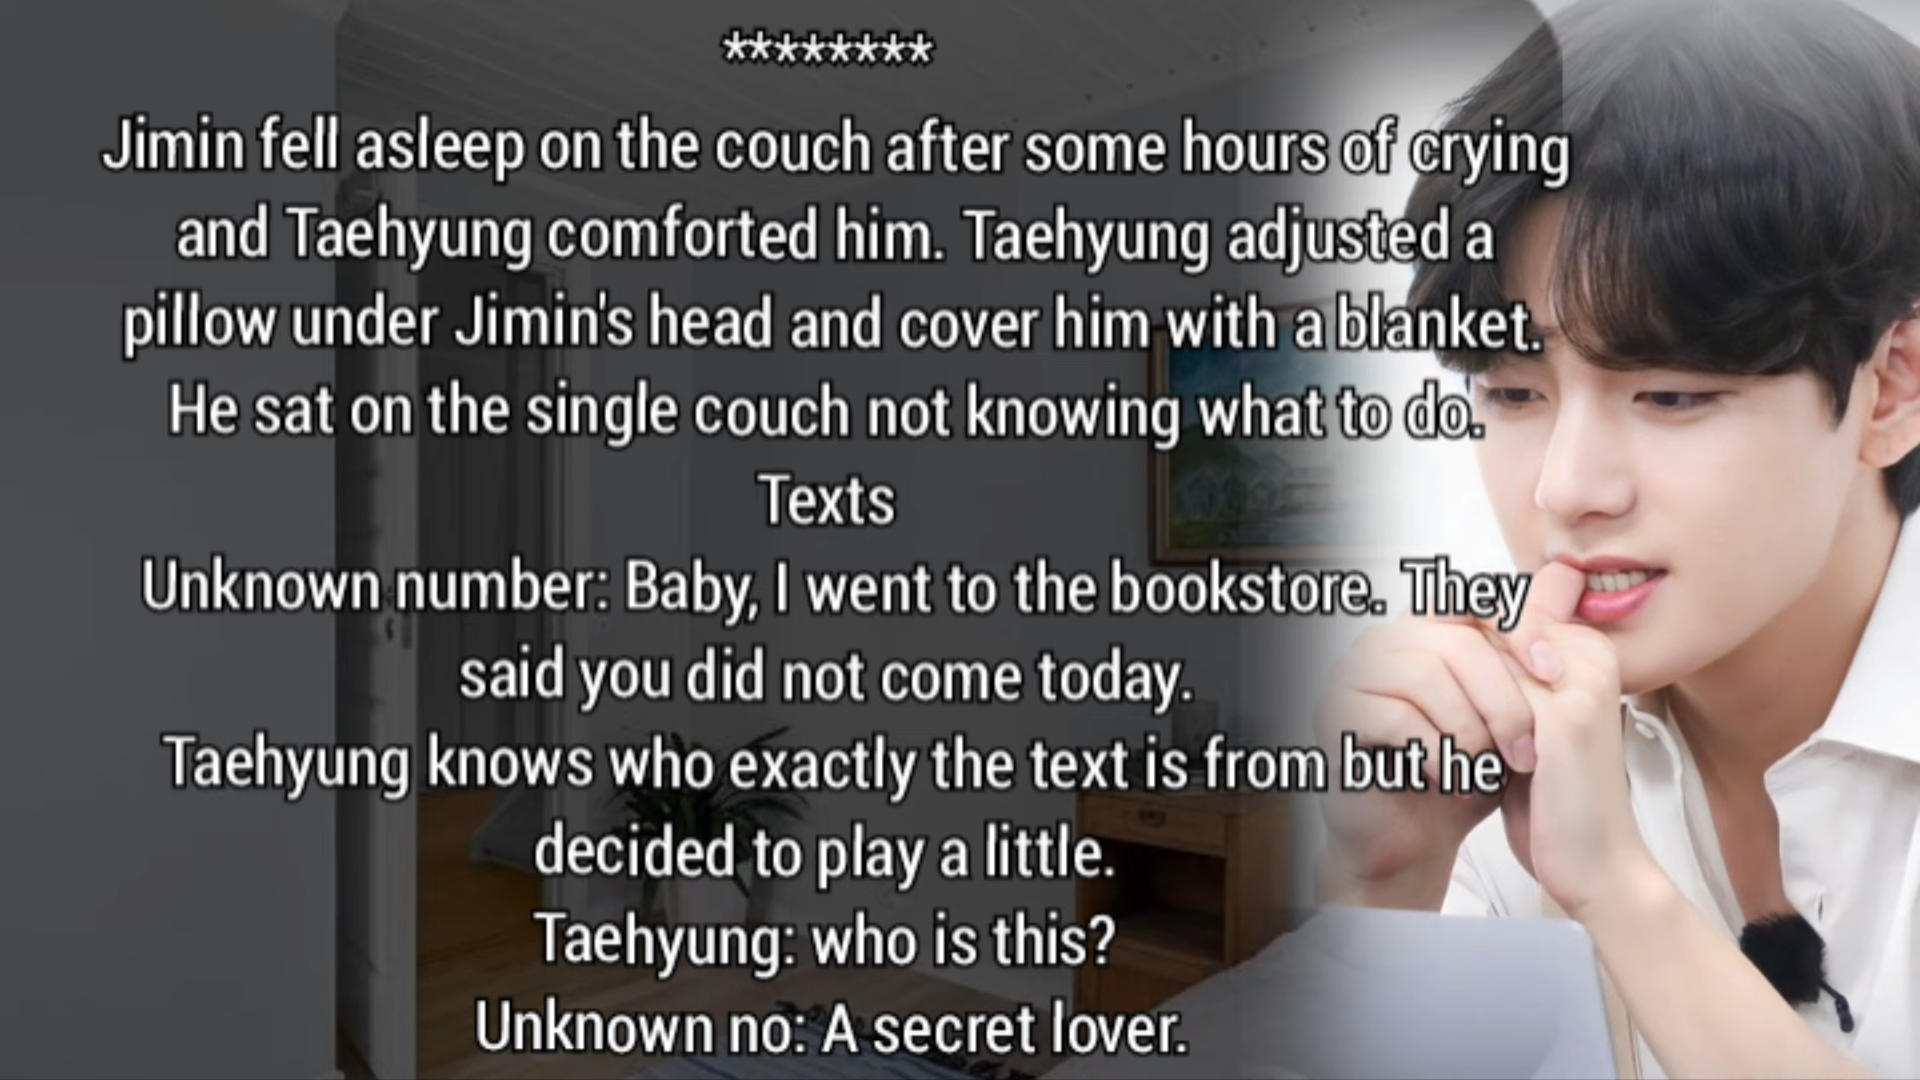 ********
Jimin fell asleep on the couch after some hours of crying
and Taehyung comforted him. Taehyung adjusted a
pillow under Jimin's head and cover him with a blanket.
He sat on the single couch not knowing what to do.
Texts
Unknown number: Baby, I went to the bookstore. They
said you did not come today.
Taehyung knows who exactly the text is from but he
decided to play a little.
Taehyung: who is this?
Unknown no: A secret lover.